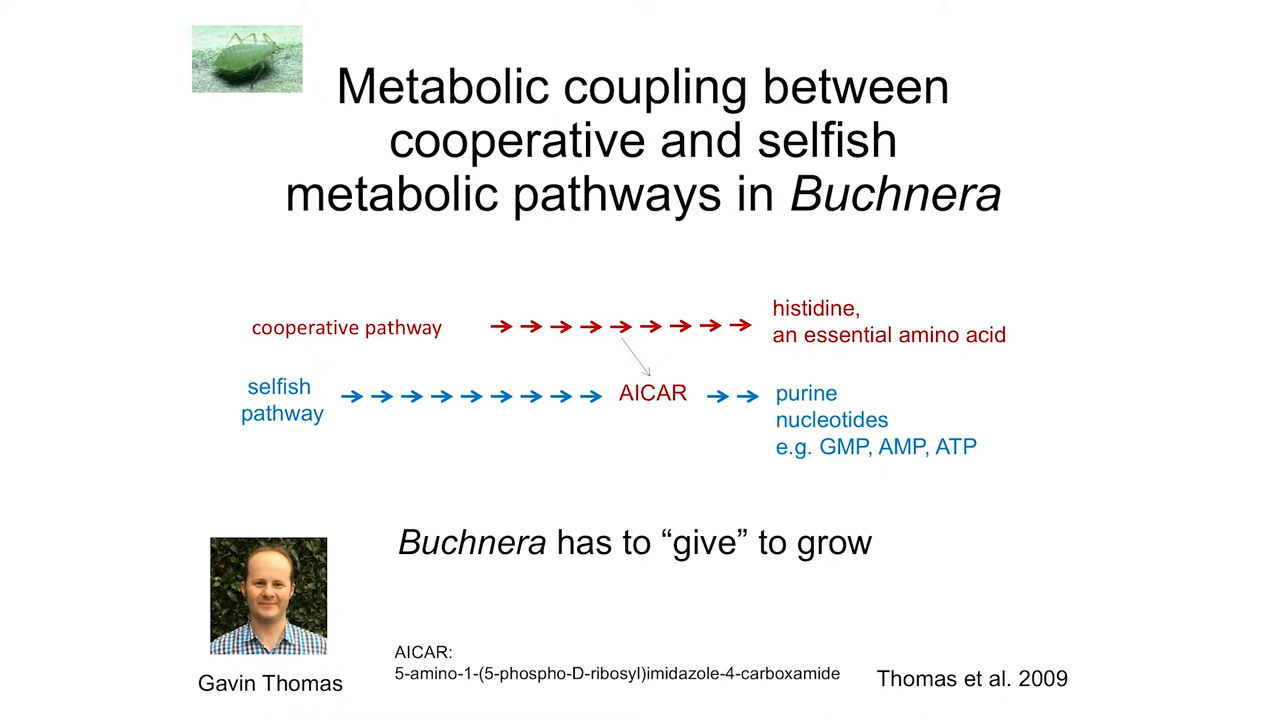 Metabolic coupling between
cooperative and selfish
metabolic pathways in Buchnera
cooperative pathway
histidine,
an essential amino acid
selfish
pathway
AICAR
purine
nucleotides
e.g. GMP, AMP, ATP
Buchnera has to “give” to grow
Gavin Thomas
AICAR:
5-amino-1-(5-phospho-D-ribosyl)imidazole-4-carboxamide
Thomas et al. 2009